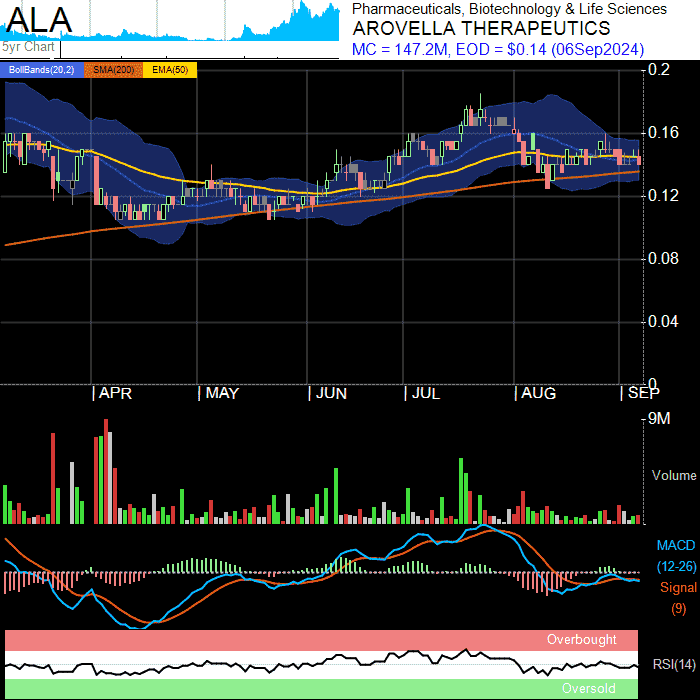 ALA
5yr Chart
Pharmaceuticals, Biotechnology & Life Sciences
AROVELLA THERAPEUTICS
MC = 147.2M, EOD = $0.14 (06Sep2024)
BollBands(20,2) SMA(200) EMA(50)
0.2
0.16
0.12
0.08
0.04
0
APR MAY JUN JUL AUG SEP
9M
Volume
MACD
(12-26)
Signal
(9)
Overbought
RSI(14)
Oversold